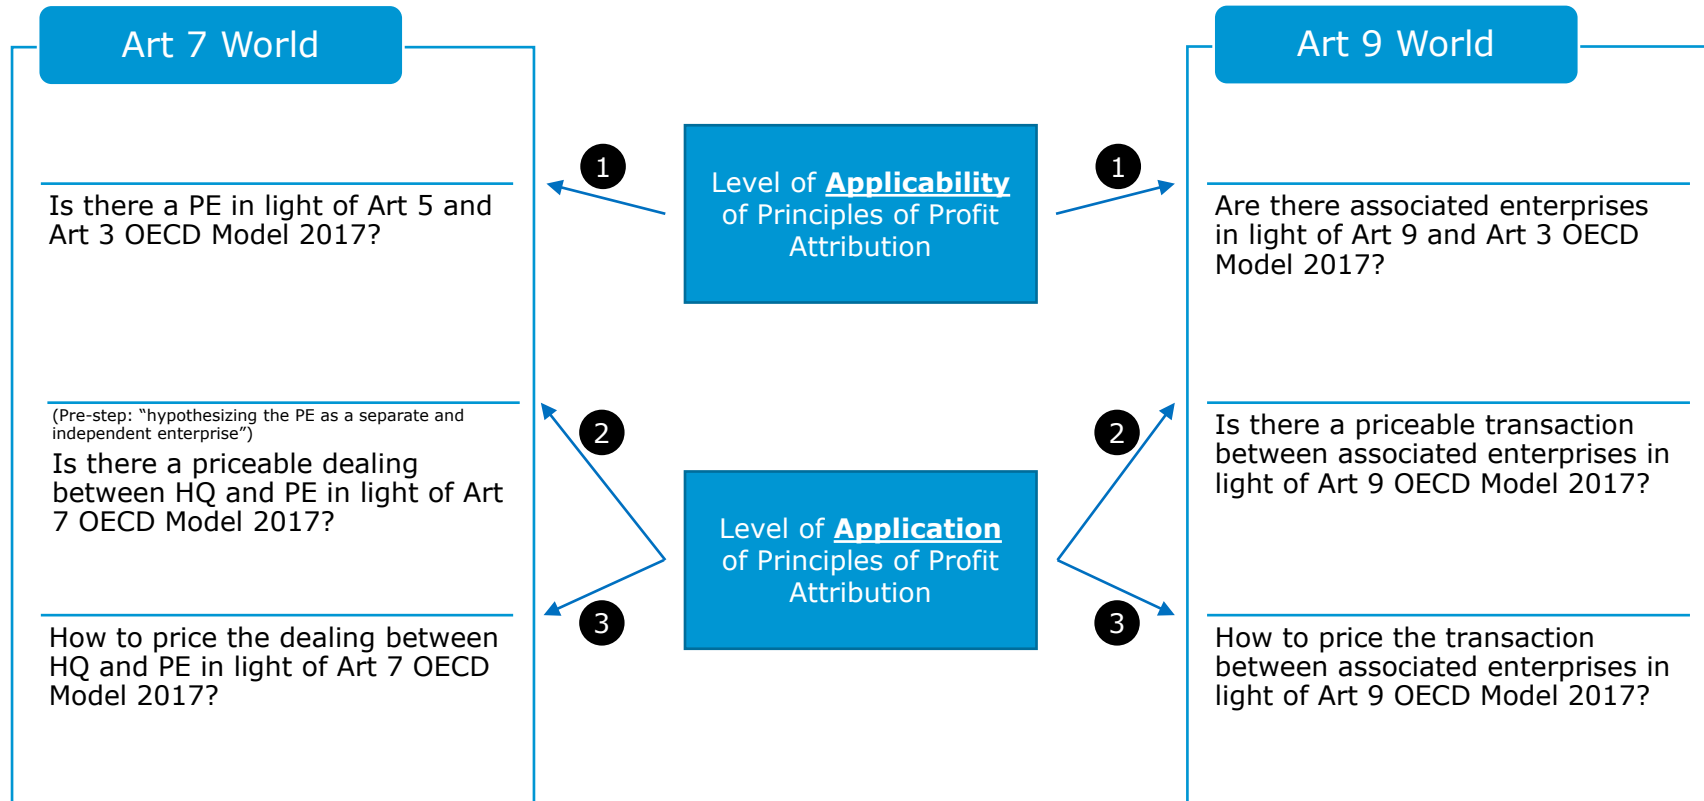 Art 7 World
Is there a PE in light of Art 5 and
Art 3 OECD Model 2017?
(Pre-step: “hypothesizing the PE as a separate and
independent enterprise”)
Is there a priceable dealing
between HQ and PE in light of Art
7 OECD Model 2017?
How to price the dealing between
HQ and PE in light of Art 7 OECD
Model 2017?
1
2
3
Level of Applicability
of Principles of Profit
Attribution
Level of Application
of Principles of Profit
Attribution
1
2
3
Art 9 World
Are there associated enterprises
in light of Art 9 and Art 3 OECD
Model 2017?
Is there a priceable transaction
between associated enterprises in
light of Art 9 OECD Model 2017?
How to price the transaction
between associated enterprises in
light of Art 9 OECD Model 2017?